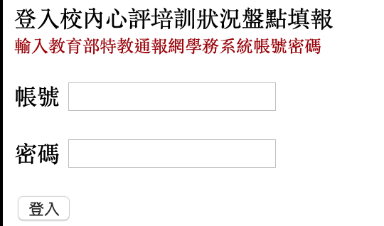 登入校內心評培訓狀況盤點填報
輸入教育部特教通報網學務系統帳號密碼
帳號
密碼
登入